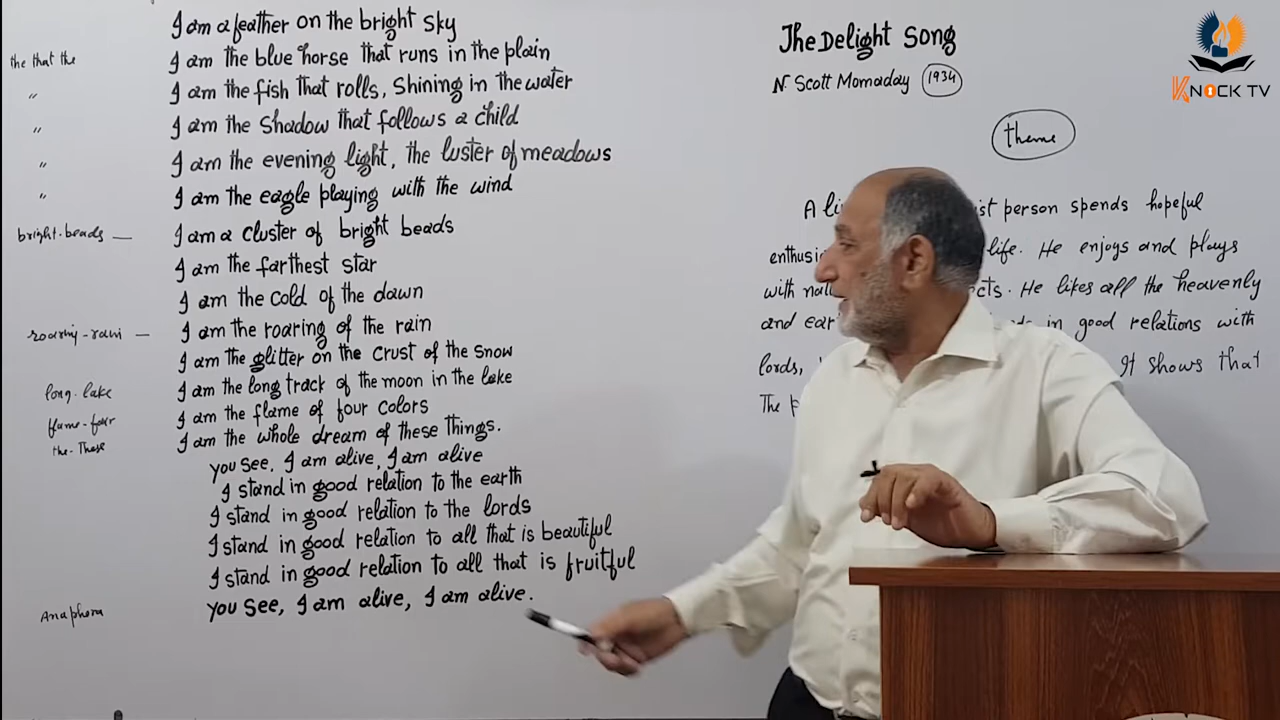 I am a feather on the bright sky
the that the I am the blue horse that runs in the plain
〃 I am the fish that rolls, shining in the water
〃 I am the shadow that follows a child
〃 I am the evening light, the luster of meadows
〃 I am the eagle playing with the wind
bright-beads — I am a cluster of bright beads
I am the farthest star
I am the cold of the dawn
roaring-rain — I am the roaring of the rain
I am the glitter on the crust of the snow
long-lake I am the long track of the moon in the lake
flame-four I am the flame of four colors
the-These I am the whole dream of these things.
you see, I am alive, I am alive
I stand in good relation to the earth
I stand in good relation to the lords
I stand in good relation to all that is beautiful
I stand in good relation to all that is fruitful
Anaphora you see, I am alive, I am alive.
The Delight Song
N. Scott Momaday 1934
theme
A person spends hopeful
life. He enjoys and plays
with He likes all the heavenly
and in good relations with
lords, It shows that
The
KNOCK TV